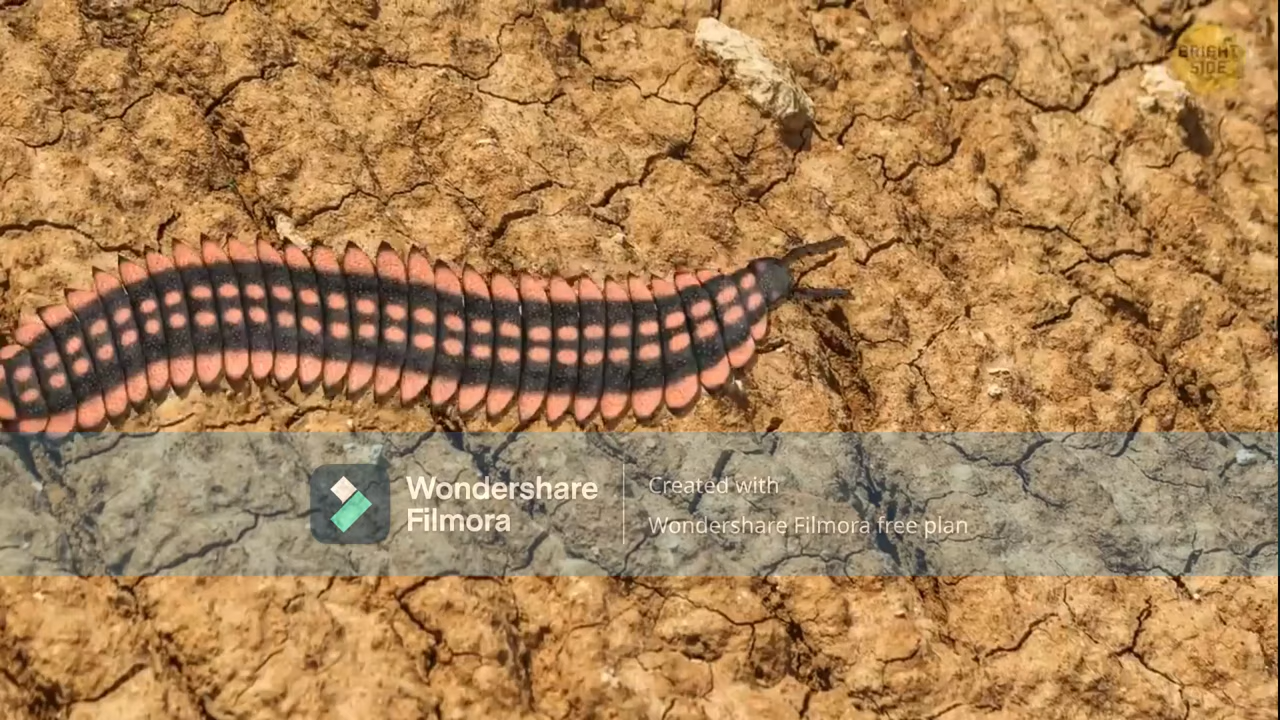 BRIGHT
SIDE
Wondershare
Filmora
Created with
Wondershare Filmora free plan